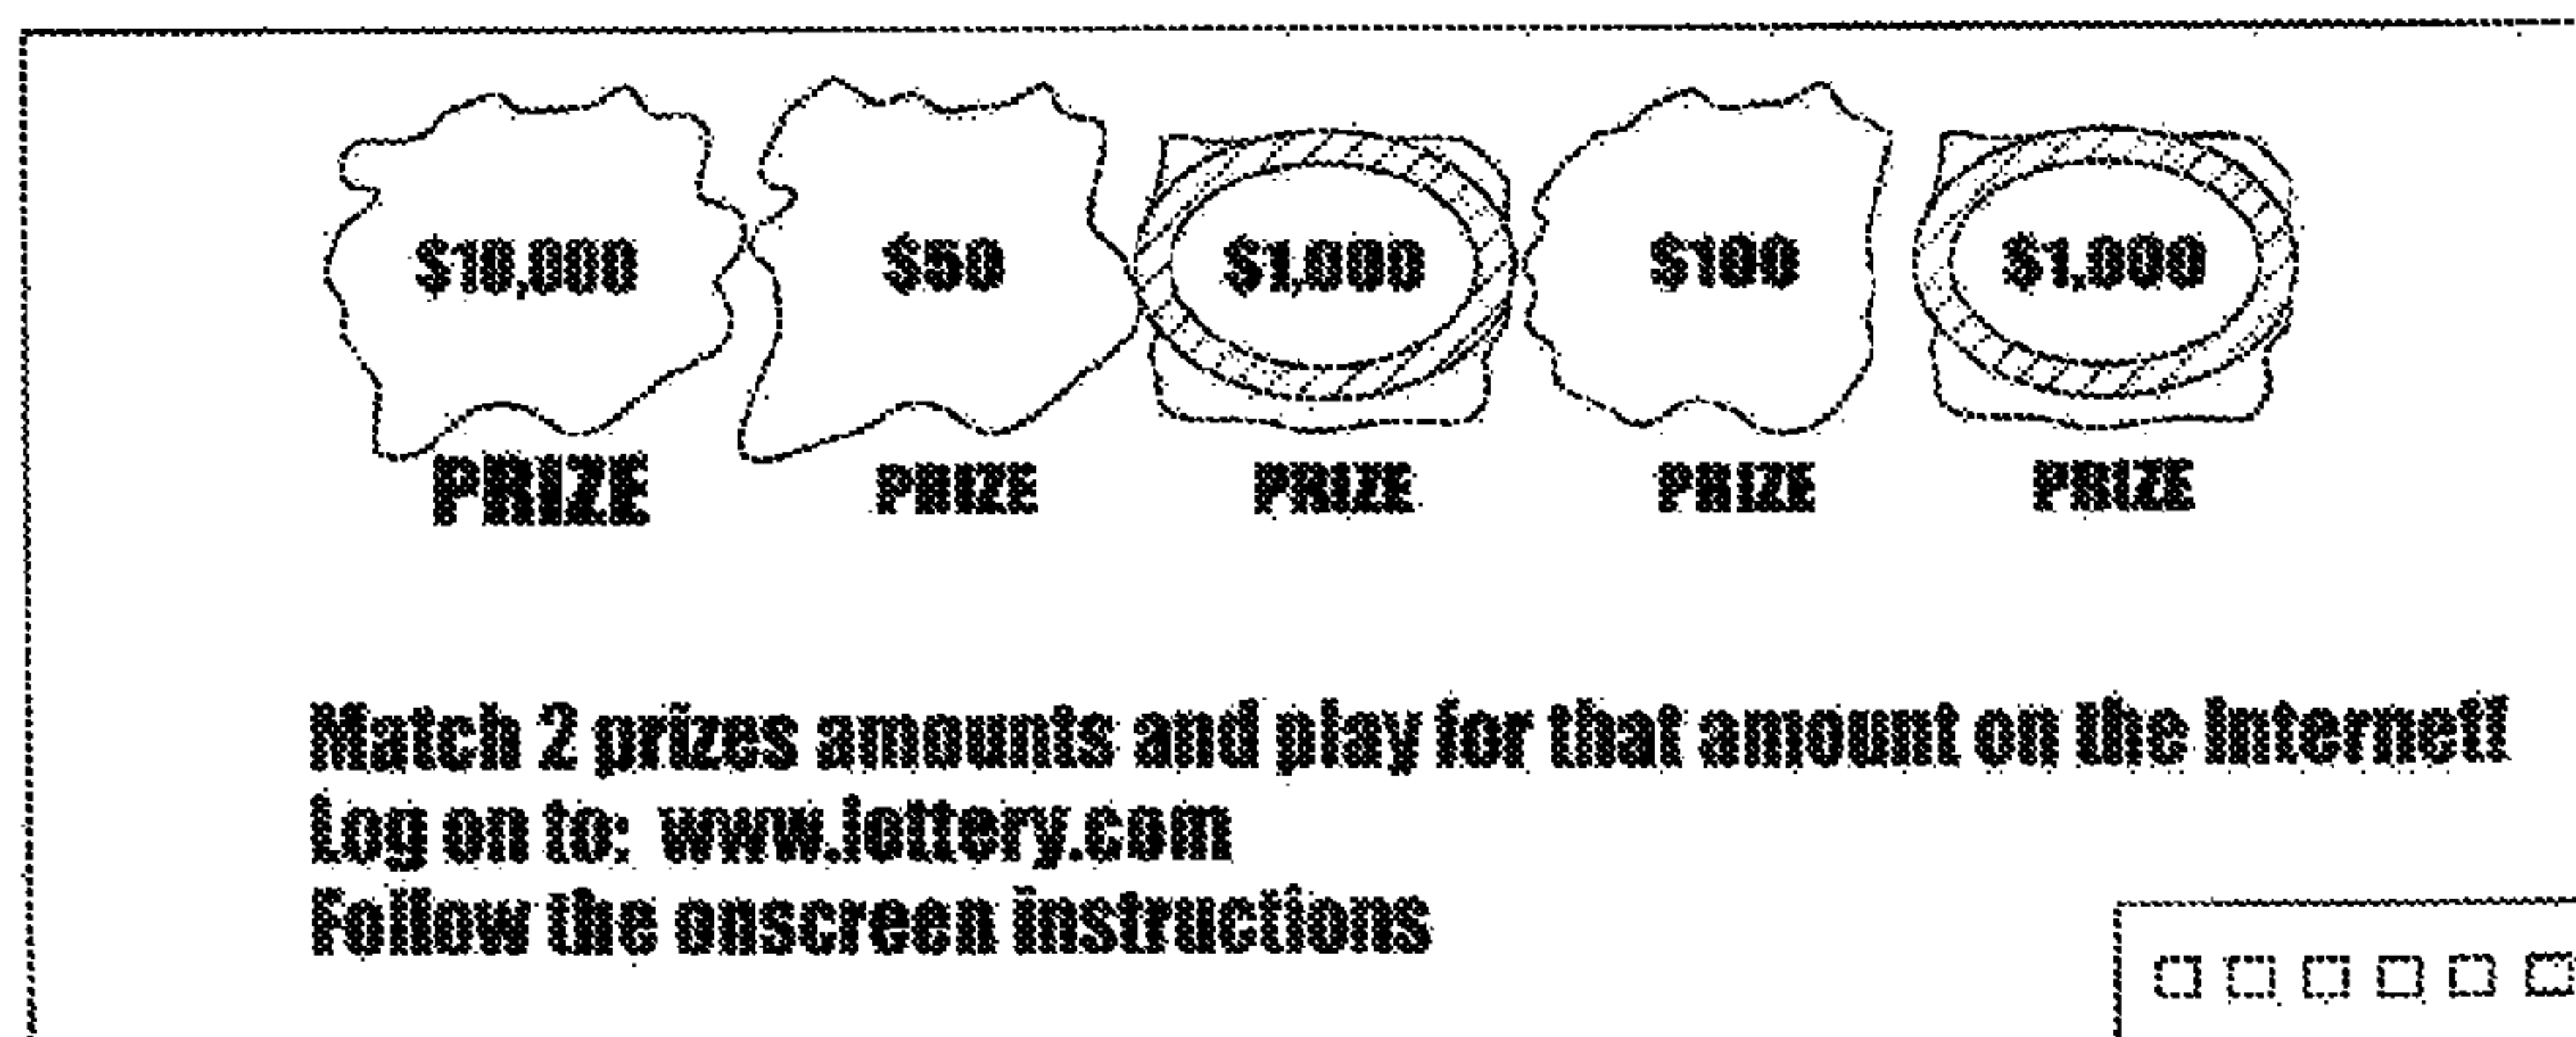 $10,000 $50 $1,000 $100 $1,000
PRIZE PRIZE PRIZE PRIZE PRIZE
Match 2 prizes amounts and play for that amount on the Internet!
Log on to: www.lottery.com
Follow the onscreen instructions